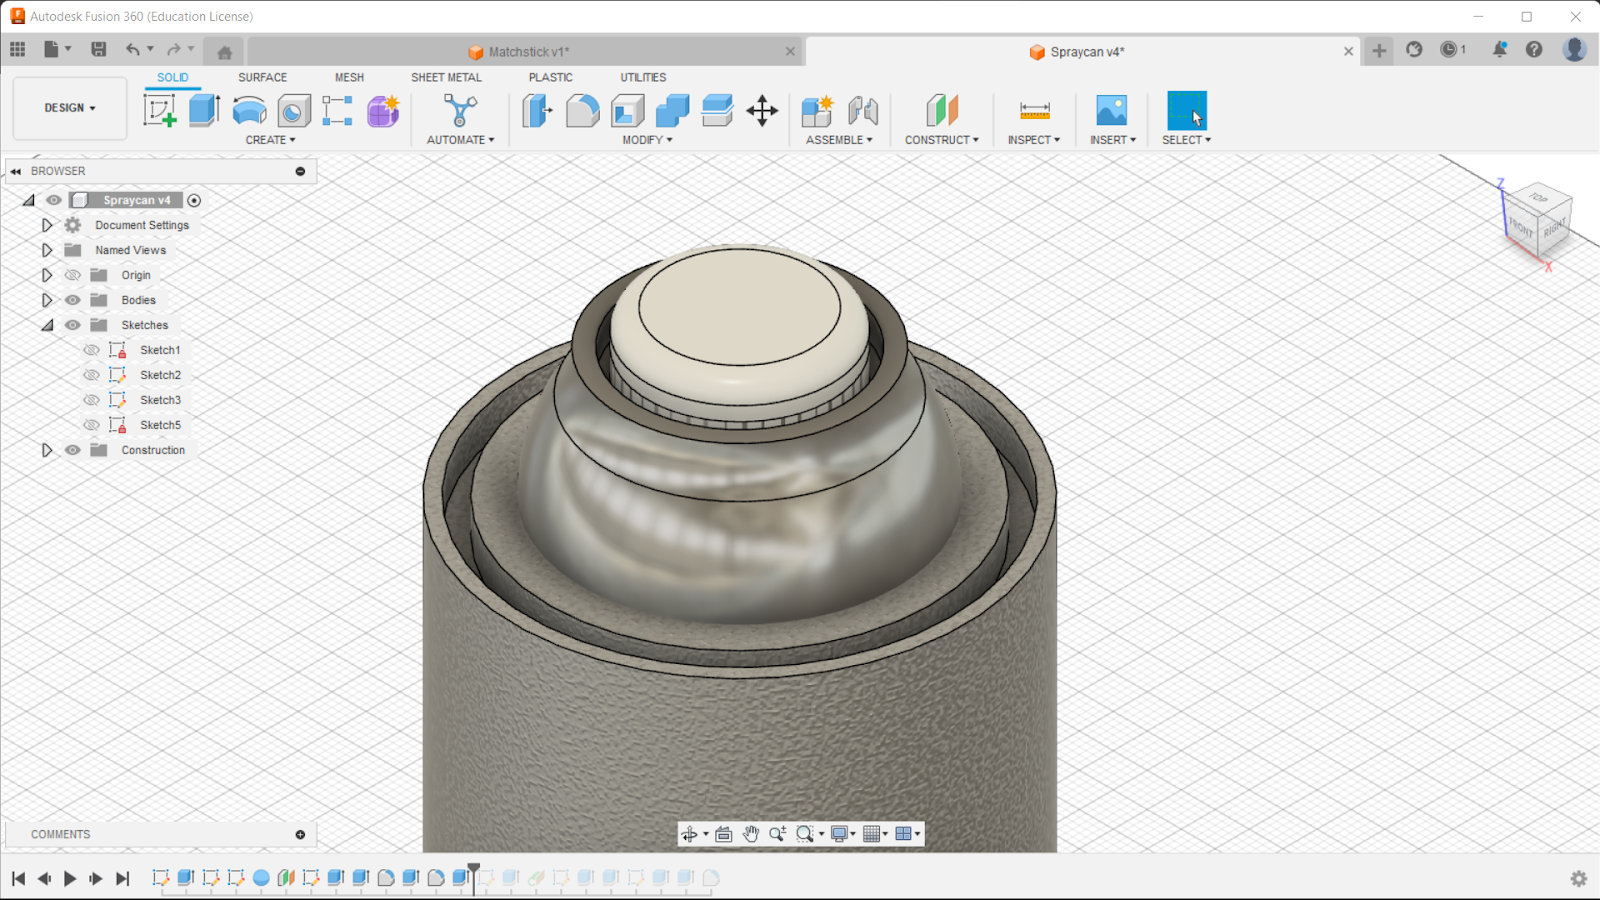 Autodesk Fusion 360 (Education License)
Matchstick v1*
Spraycan v4*
1
DESIGN
SOLID
SURFACE
MESH
SHEET METAL
PLASTIC
UTILITIES
CREATE
AUTOMATE
MODIFY
ASSEMBLE
CONSTRUCT
INSPECT
INSERT
SELECT
BROWSER
Spraycan v4
Document Settings
Named Views
Origin
Bodies
Sketches
Sketch1
Sketch2
Sketch3
Sketch5
Construction
Z
TOP
FRONT
RIGHT
X
COMMENTS